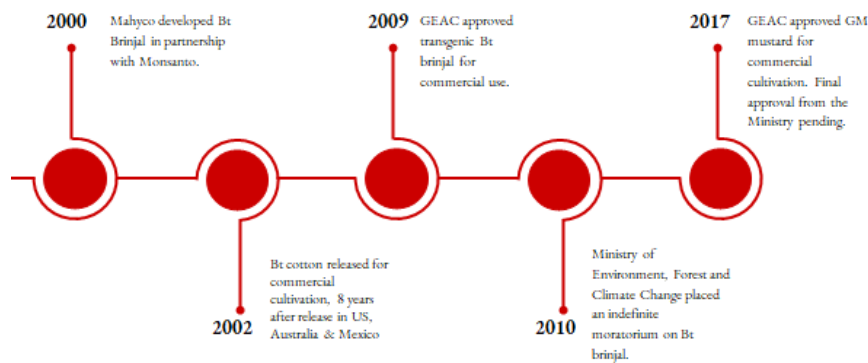 2000
Mahyco developed Bt
Brinjal in partnership
with Monsanto.
2009
GEAC approved
transgenic Bt
brinjal for
commercial use.
2017
GEAC approved GM
mustard for
commercial
cultivation. Final
approval from the
Ministry pending.
Bt cotton released for
commercial
cultivation, 8 years
after release in US,
Australia & Mexico
2002
Ministry of
Environment, Forest and
Climate Change placed
an indefinite
moratorium on Bt
brinjal.
2010